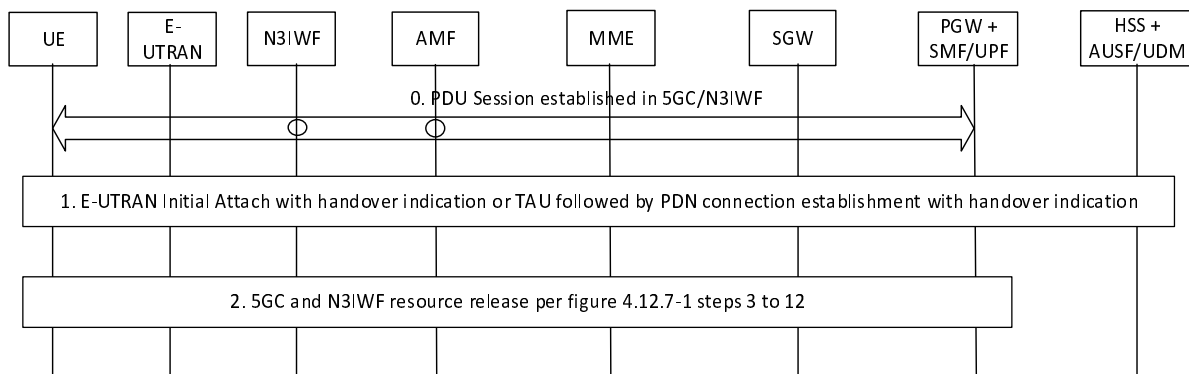 UE
E-
UTRAN
N3IWF
AMF
MME
SGW
PGW +
SMF/UPF
HSS +
AUSF/UDM
0. PDU Session established in 5GC/N3IWF
1. E-UTRAN Initial Attach with handover indication or TAU followed by PDN connection establishment with handover indication
2. 5GC and N3IWF resource release per figure 4.12.7-1 steps 3 to 12